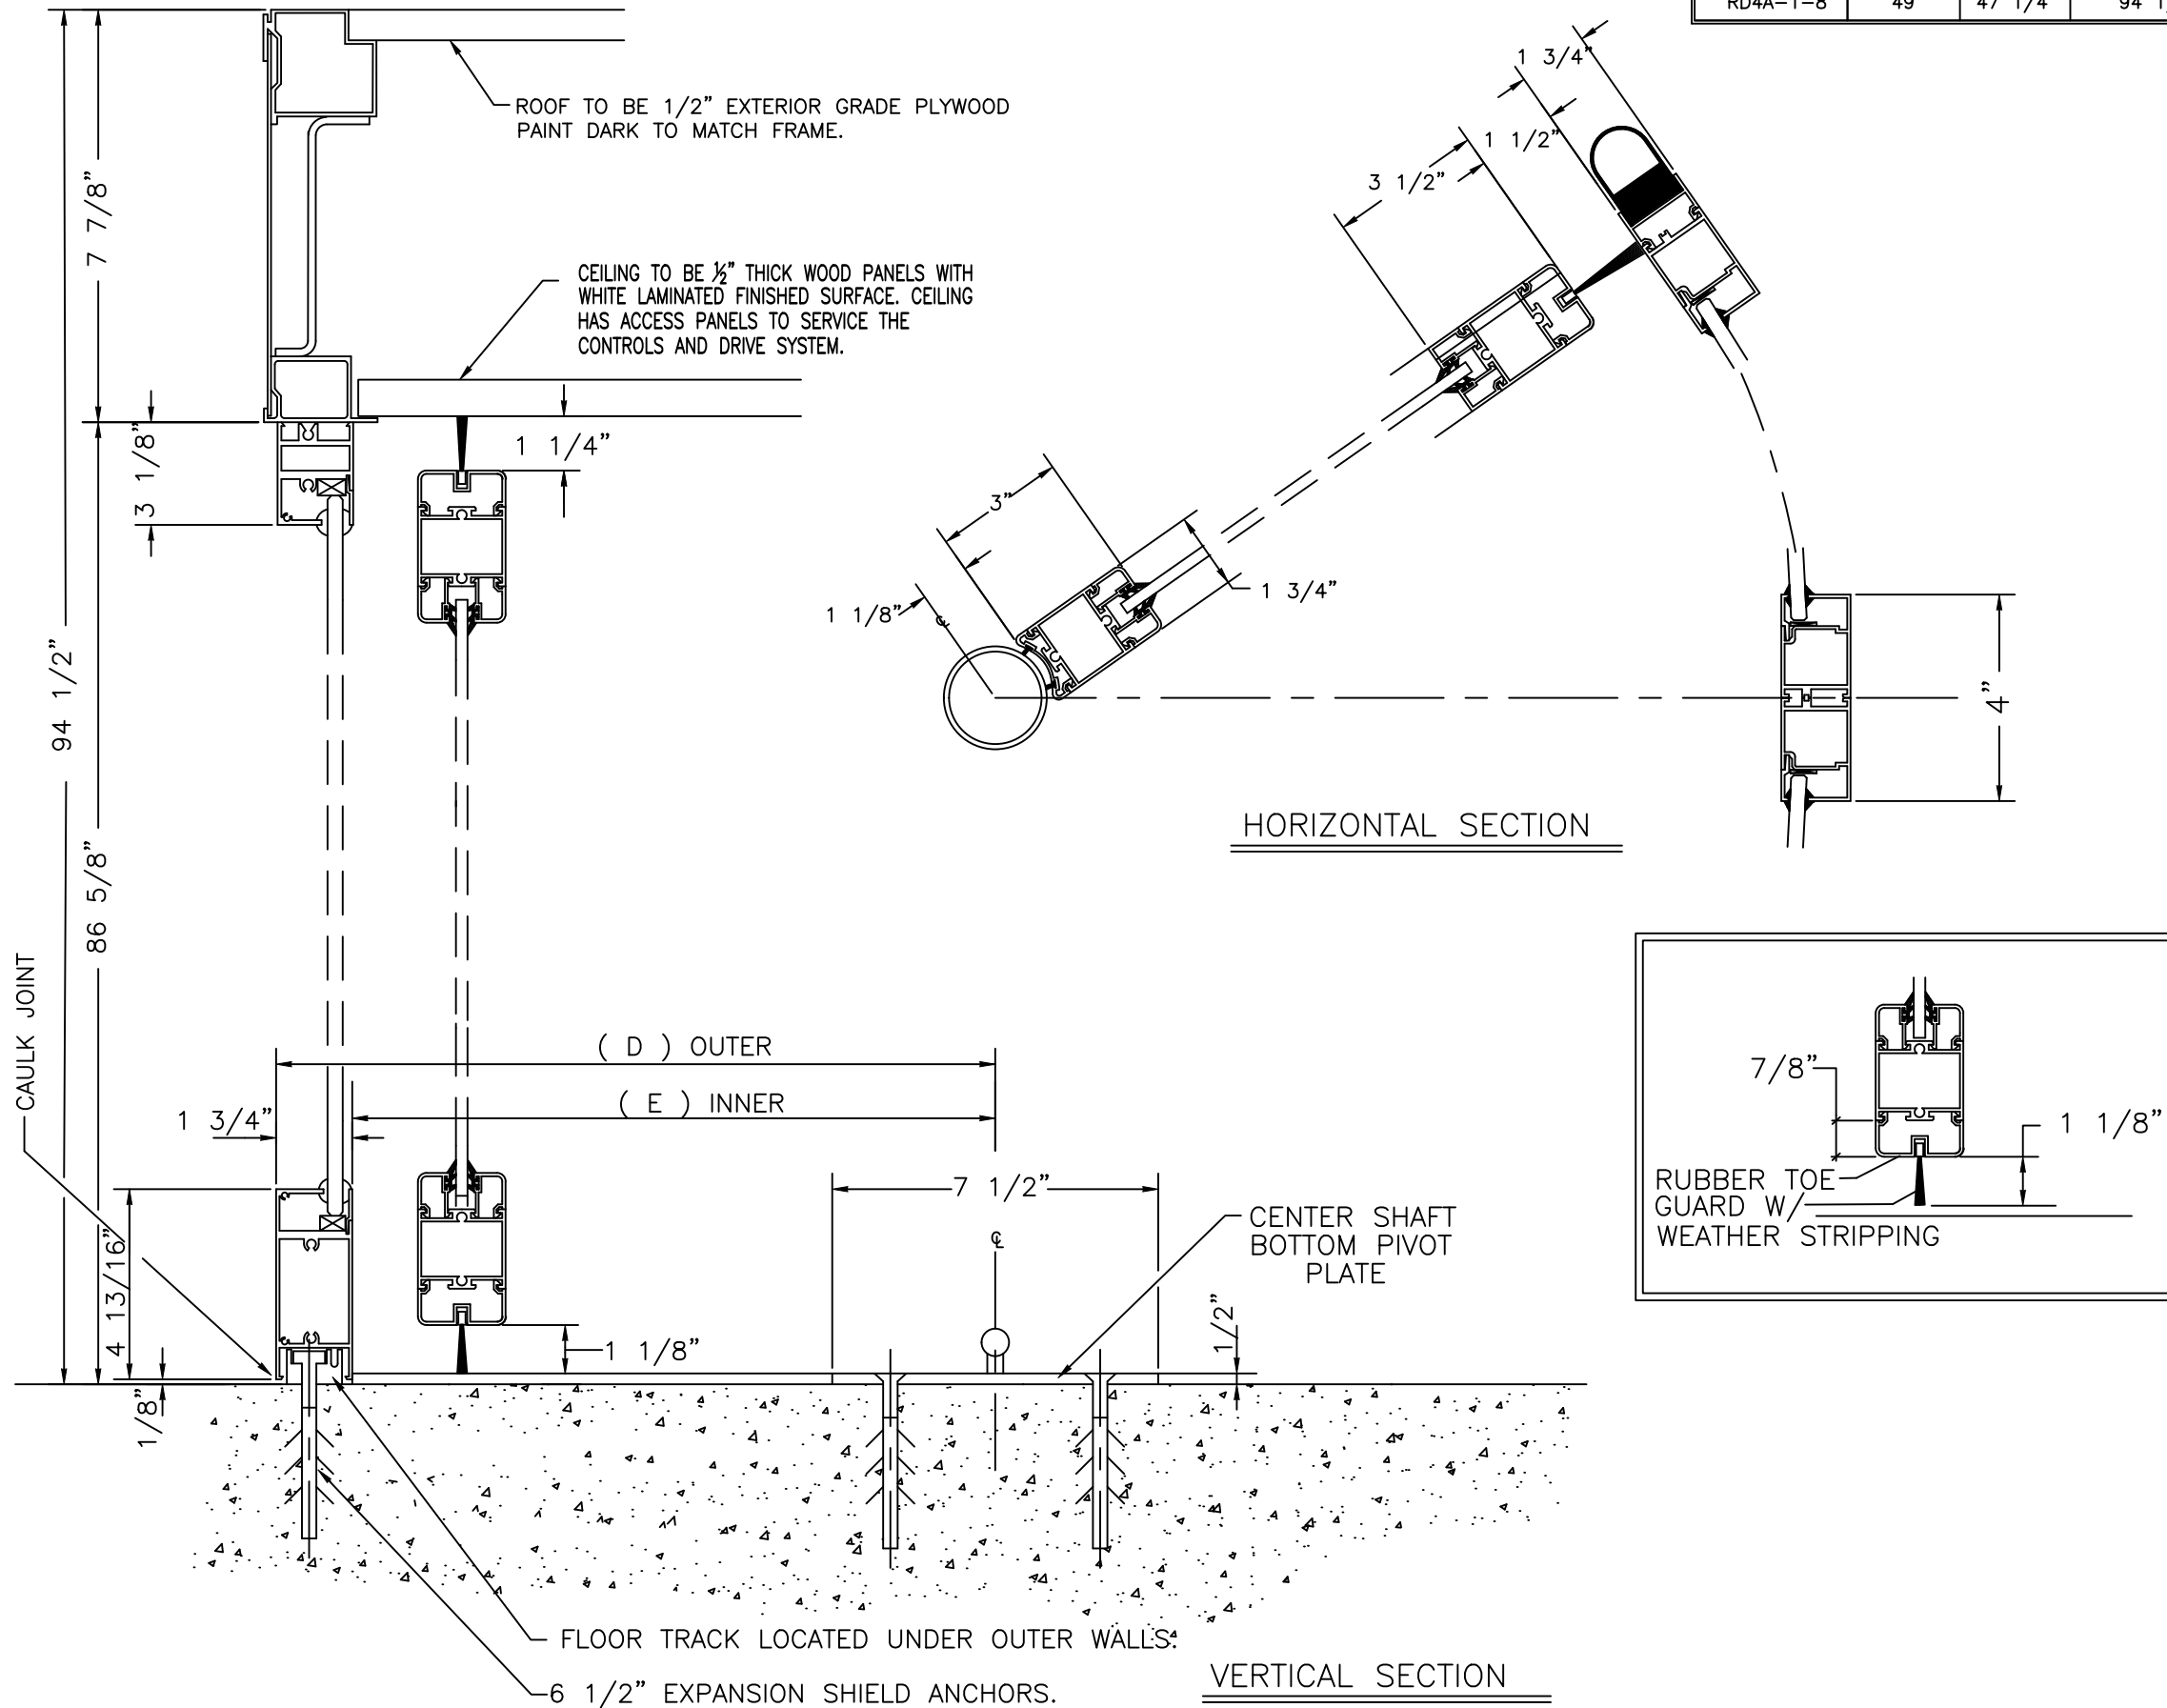 RD4A-1-8 49 47 1/4 94 1/
ROOF TO BE 1/2" EXTERIOR GRADE PLYWOOD
PAINT DARK TO MATCH FRAME.
7 7/8"
CEILING TO BE ½" THICK WOOD PANELS WITH
WHITE LAMINATED FINISHED SURFACE. CEILING
HAS ACCESS PANELS TO SERVICE THE
CONTROLS AND DRIVE SYSTEM.
3 1/8"
1 1/4"
94 1/2"
86 5/8"
CAULK JOINT
( D ) OUTER
( E ) INNER
1 3/4"
7 1/2"
℄
CENTER SHAFT
BOTTOM PIVOT
PLATE
4 13/16"
1/8"
1 1/8"
1/2"
FLOOR TRACK LOCATED UNDER OUTER WALLS.
6 1/2" EXPANSION SHIELD ANCHORS.
VERTICAL SECTION
1 3/4"
1 1/2"
3 1/2"
3"
1 1/8"
℄
1 3/4"
4"
HORIZONTAL SECTION
7/8"
1 1/8"
RUBBER TOE
GUARD W/
WEATHER STRIPPING